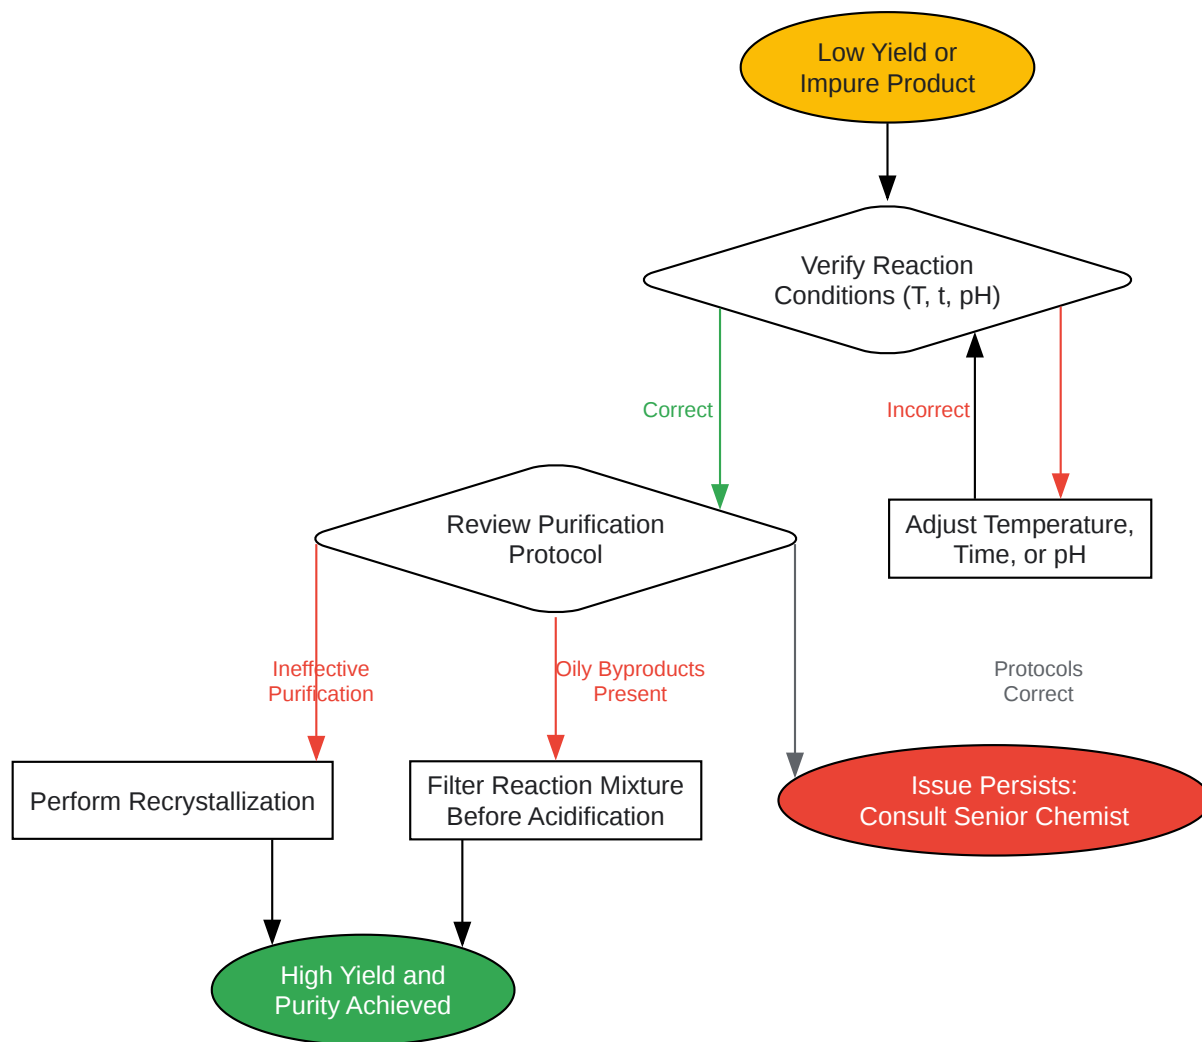 Low Yield or
Impure Product
Verify Reaction
Conditions (T, t, pH)
Correct
Incorrect
Review Purification
Protocol
Adjust Temperature,
Time, or pH
Ineffective
Purification
Oily Byproducts
Present
Protocols
Correct
Perform Recrystallization
Filter Reaction Mixture
Before Acidification
Issue Persists:
Consult Senior Chemist
High Yield and
Purity Achieved